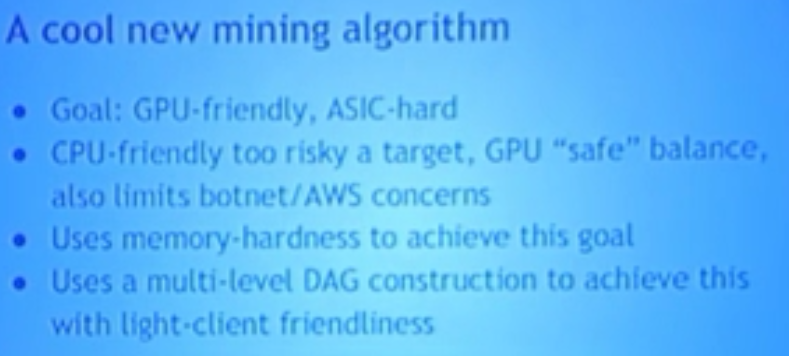 A cool new mining algorithm
• Goal: GPU-friendly, ASIC-hard
• CPU-friendly too risky a target, GPU “safe” balance,
also limits botnet/AWS concerns
• Uses memory-hardness to achieve this goal
• Uses a multi-level DAG construction to achieve this
with light-client friendliness